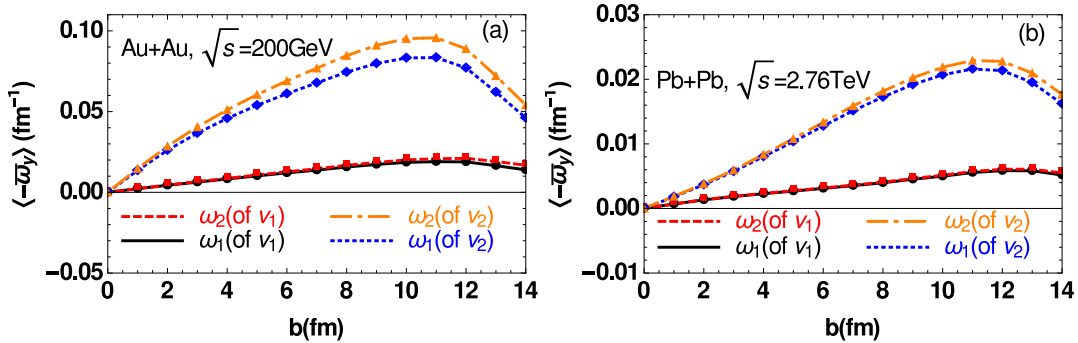 (a)
Au+Au, √s=200GeV
⟨-ϖy⟩ (fm⁻¹)
0.10
0.05
0.00
-0.05
ω₂(of v₁)
ω₂(of v₂)
ω₁(of v₁)
ω₁(of v₂)
0 2 4 6 8 10 12 14
b(fm)
(b)
Pb+Pb, √s=2.76TeV
⟨-ϖy⟩ (fm⁻¹)
0.03
0.02
0.01
0.00
-0.01
ω₂(of v₁)
ω₂(of v₂)
ω₁(of v₁)
ω₁(of v₂)
0 2 4 6 8 10 12 14
b(fm)